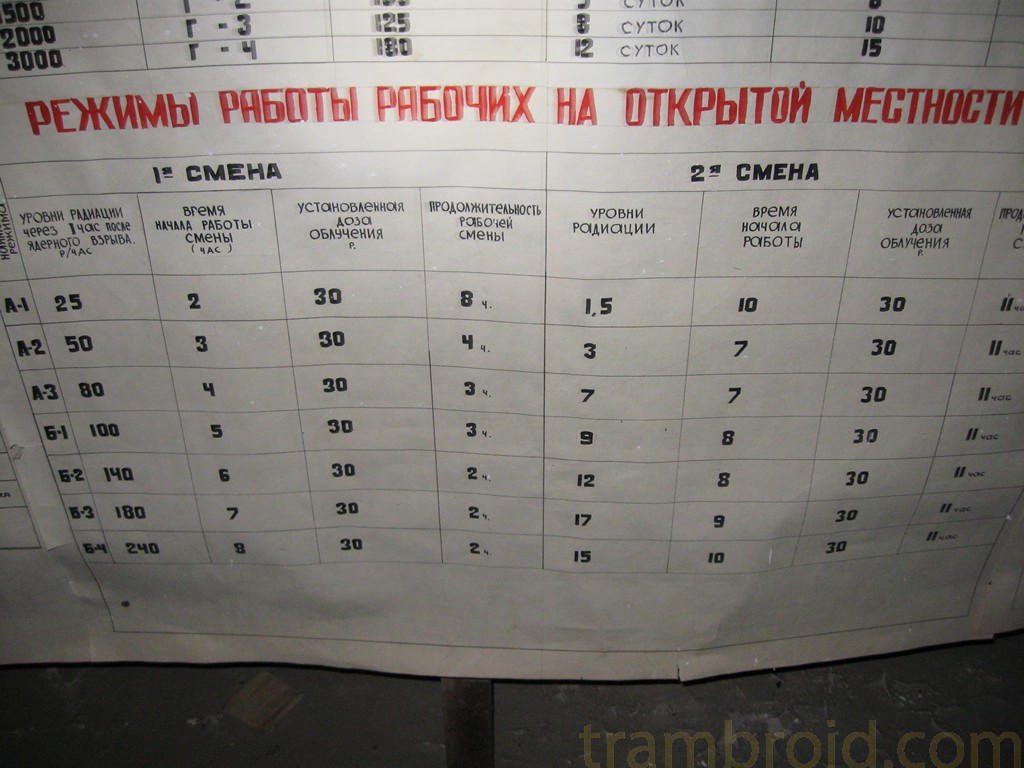 1500 Г - 2 5 СУТОК
2000 Г - 3 125 8 СУТОК 10
3000 Г - 4 180 12 СУТОК 15
РЕЖИМЫ РАБОТЫ РАБОЧИХ НА ОТКРЫТОЙ МЕСТНОСТИ
1я СМЕНА 2я СМЕНА
УРОВНИ РАДИАЦИИ ВРЕМЯ УСТАНОВЛЕННАЯ ПРОДОЛЖИТЕЛЬНОСТЬ УРОВНИ ВРЕМЯ УСТАНОВЛЕННАЯ
ЧЕРЕЗ 1 ЧАС ПОСЛЕ НАЧАЛА РАБОТЫ ДОЗА РАБОЧЕЙ РАДИАЦИИ НАЧАЛА ДОЗА
ЯДЕРНОГО ВЗРЫВА. СМЕНЫ ОБЛУЧЕНИЯ СМЕНЫ РАБОТЫ ОБЛУЧЕНИЯ
Р/ЧАС (ЧАС) Р. Р.
РЕЖИМА
А-1 25 2 30 8 ч. 1,5 10 30 11
А-2 50 3 30 4 ч. 3 7 30 11 час
А-3 80 4 30 3 ч. 7 7 30 11 час
Б-1 100 5 30 3 ч. 9 8 30 11 час
Б-2 140 6 30 2 ч. 12 8 30 11 час
Б-3 180 7 30 2 ч. 17 9 30 11 час
Б-4 240 8 30 2 ч. 15 10 30 11 час
trambroid.com